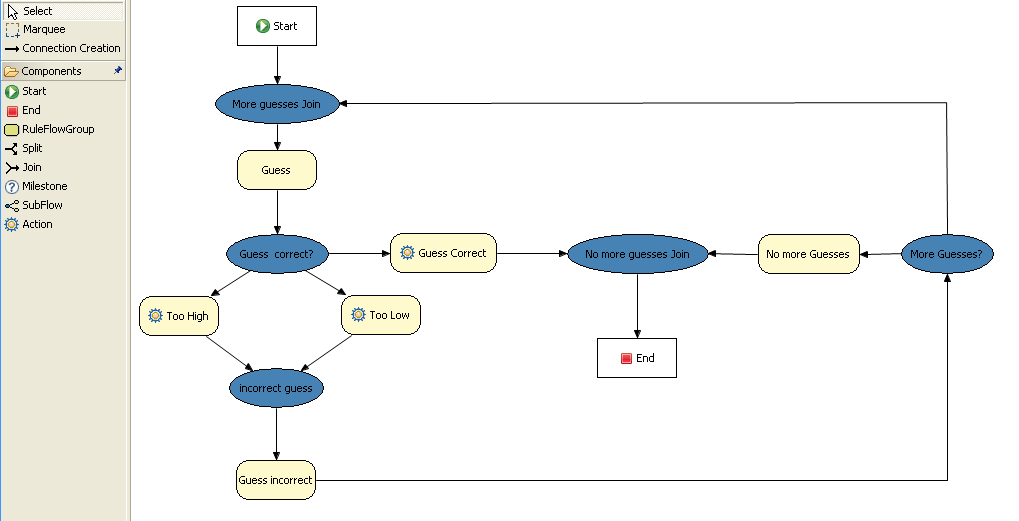 Select
Marquee
Connection Creation
Components
Start
End
RuleFlowGroup
Split
Join
Milestone
SubFlow
Action
Start
More guesses Join
Guess
Guess correct?
Guess Correct
No more guesses Join
No more Guesses
More Guesses?
Too High
Too Low
End
incorrect guess
Guess incorrect